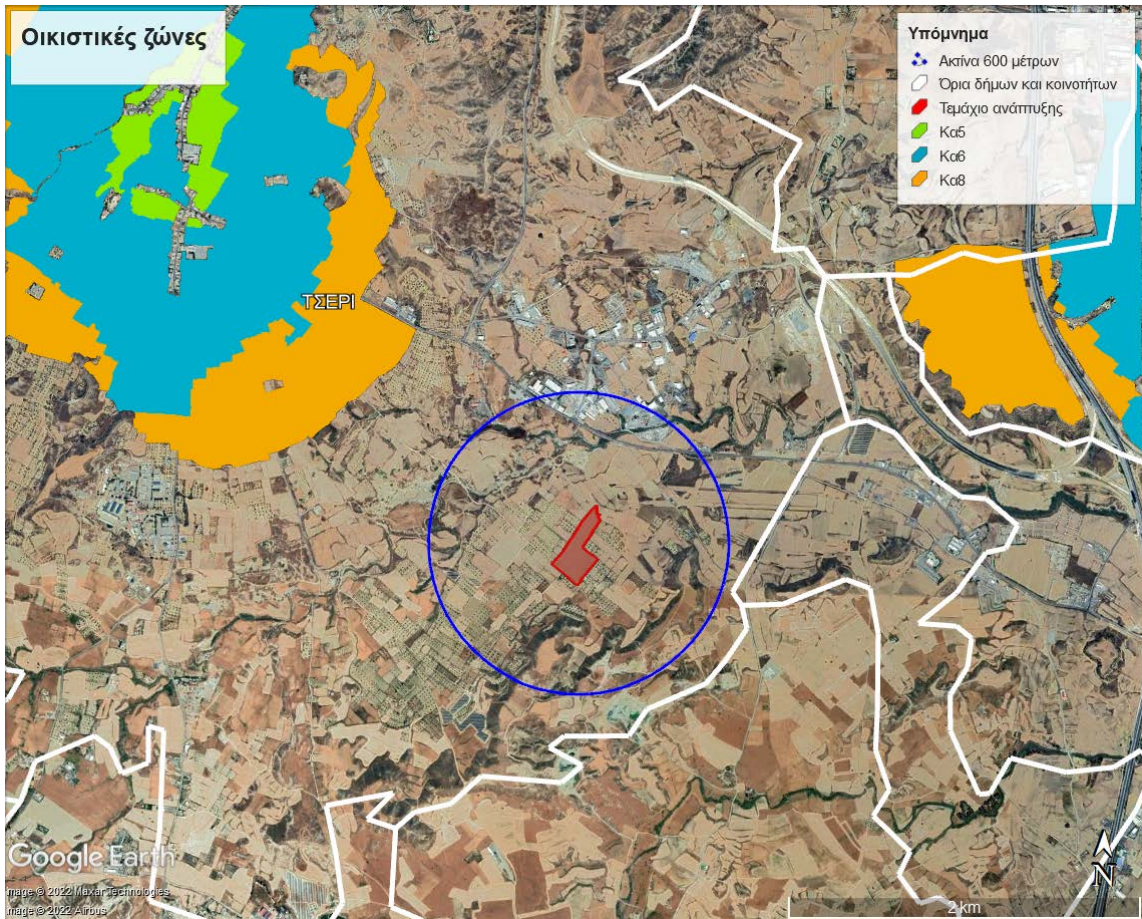 Οικιστικές ζώνες
Υπόμνημα
Ακτίνα 600 μέτρων
Όρια δήμων και κοινοτήτων
Τεμάχιο ανάπτυξης
Κα5
Κα6
Κα8
ΤΣΕΡΙ
Google Earth
Image © 2022 Maxar Technologies
Image © 2022 Airbus
N
2 km